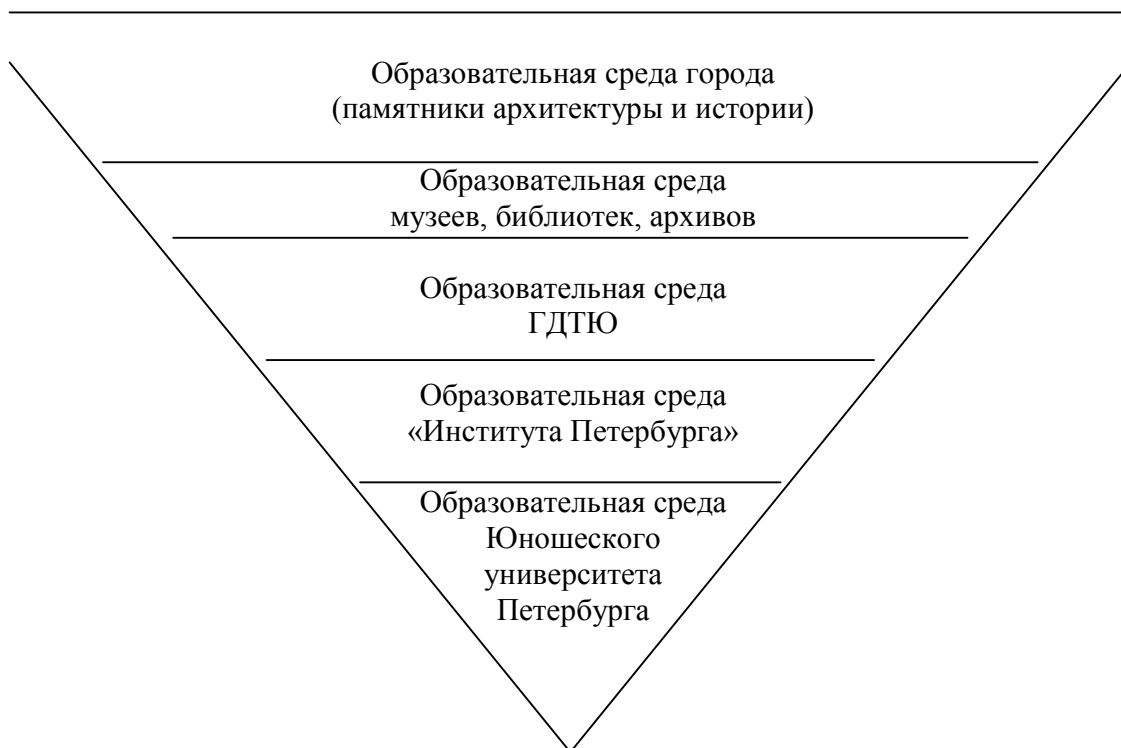 Образовательная среда города
(памятники архитектуры и истории)
Образовательная среда
музеев, библиотек, архивов
Образовательная среда
ГДТЮ
Образовательная среда
«Института Петербурга»
Образовательная среда
Юношеского
университета
Петербурга